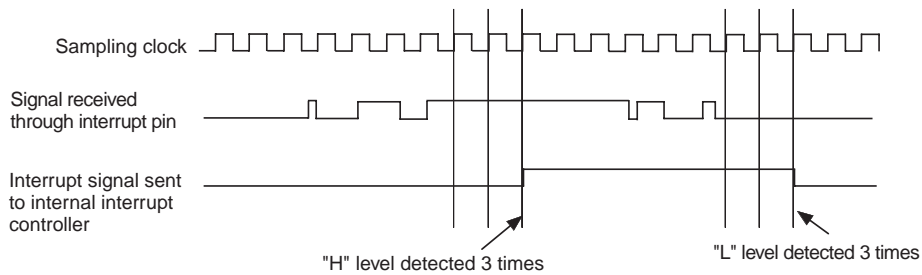 Sampling clock
Signal received
through interrupt pin
Interrupt signal sent
to internal interrupt
controller
"H" level detected 3 times
"L" level detected 3 times